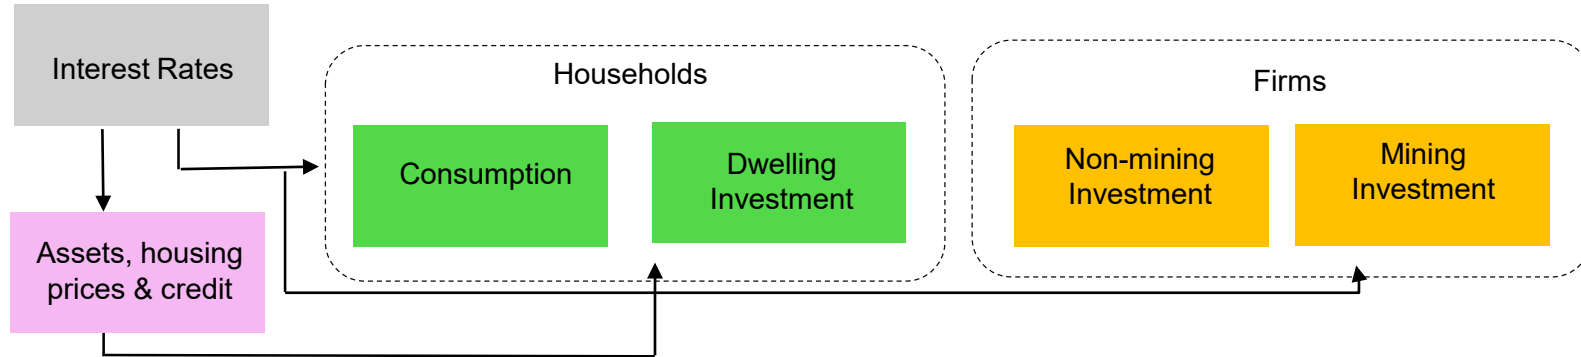 Interest Rates
Households
Firms
Consumption
Dwelling
Investment
Non-mining
Investment
Mining
Investment
Assets, housing
prices & credit